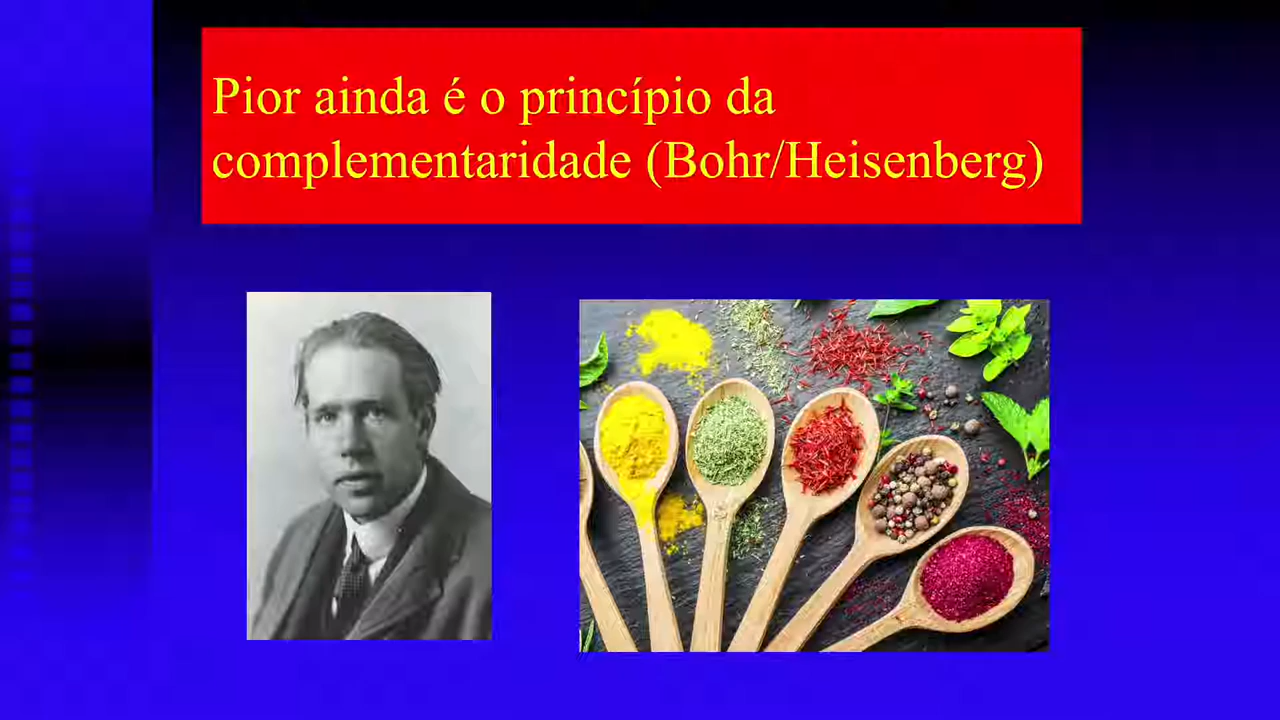 Pior ainda é o princípio da
complementaridade (Bohr/Heisenberg)